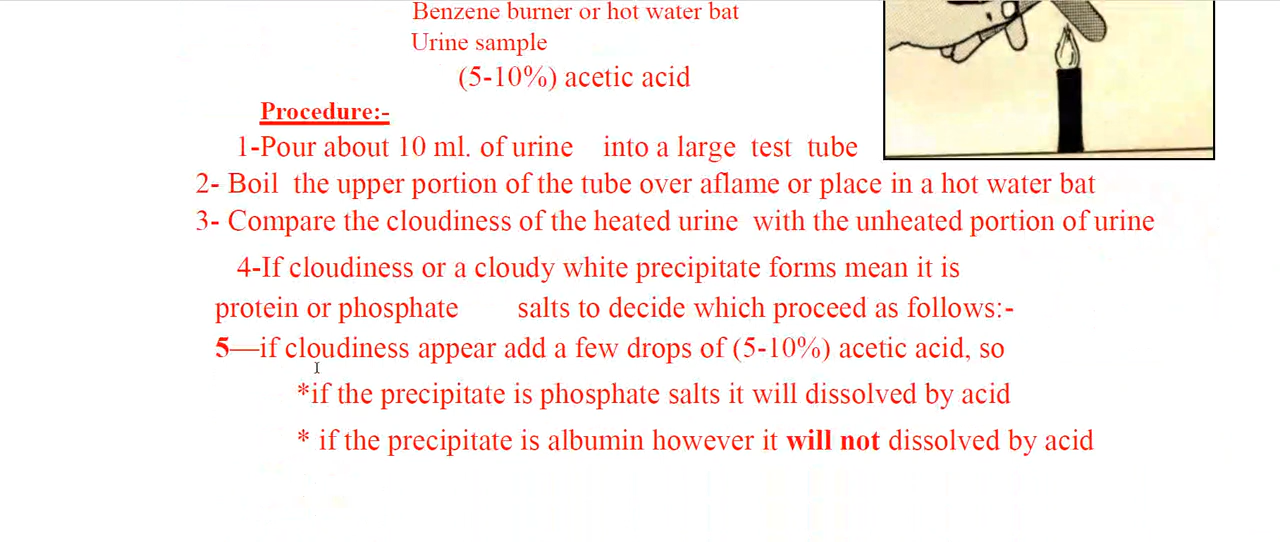 Benzene burner or hot water bat
Urine sample
(5-10%) acetic acid
Procedure:-
1-Pour about 10 ml. of urine into a large test tube
2- Boil the upper portion of the tube over aflame or place in a hot water bat
3- Compare the cloudiness of the heated urine with the unheated portion of urine
4-If cloudiness or a cloudy white precipitate forms mean it is
protein or phosphate salts to decide which proceed as follows:-
5—if cloudiness appear add a few drops of (5-10%) acetic acid, so
*if the precipitate is phosphate salts it will dissolved by acid
* if the precipitate is albumin however it will not dissolved by acid